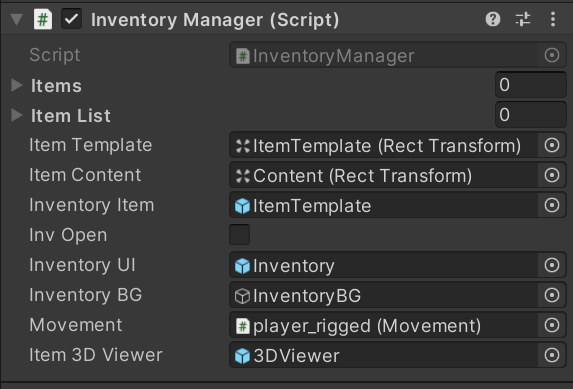 Inventory Manager (Script)
Script InventoryManager
Items 0
Item List 0
Item Template ItemTemplate (Rect Transform)
Item Content Content (Rect Transform)
Inventory Item ItemTemplate
Inv Open
Inventory UI Inventory
Inventory BG InventoryBG
Movement player_rigged (Movement)
Item 3D Viewer 3DViewer